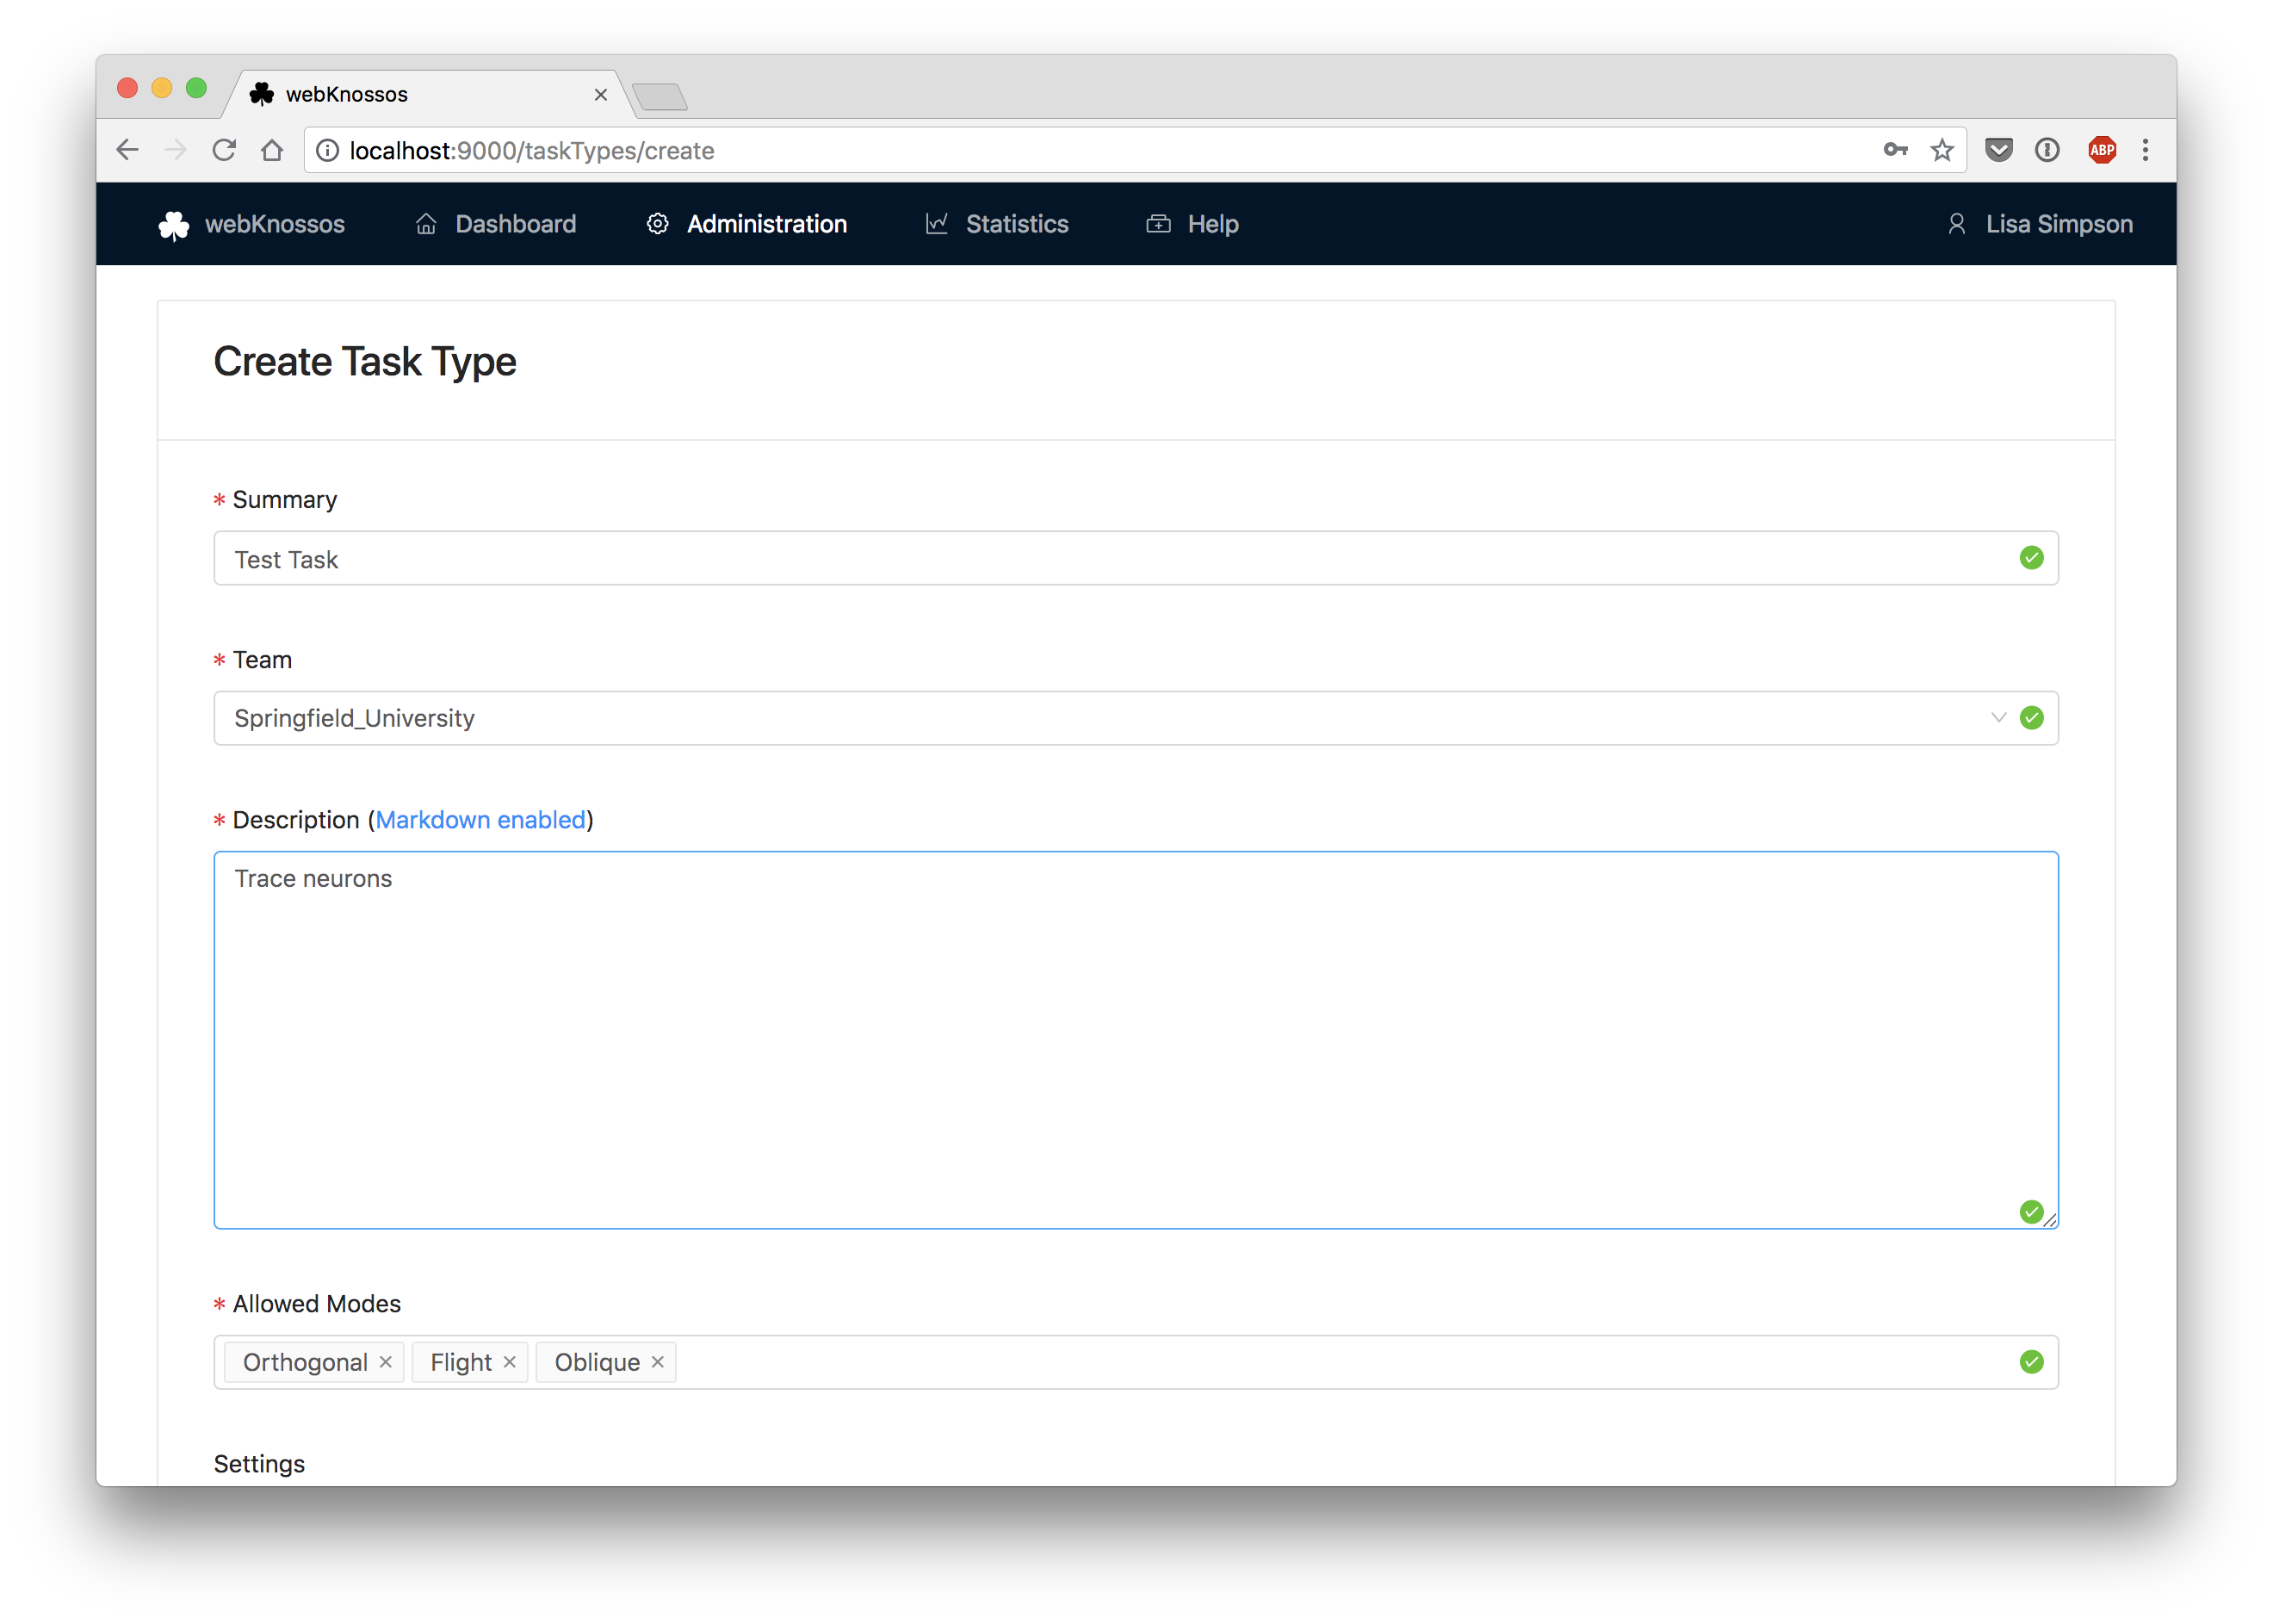 webKnossos
localhost:9000/taskTypes/create
ABP
webKnossos Dashboard Administration Statistics Help Lisa Simpson
Create Task Type
* Summary
Test Task
* Team
Springfield_University
* Description (Markdown enabled)
Trace neurons
* Allowed Modes
Orthogonal Flight Oblique
Settings